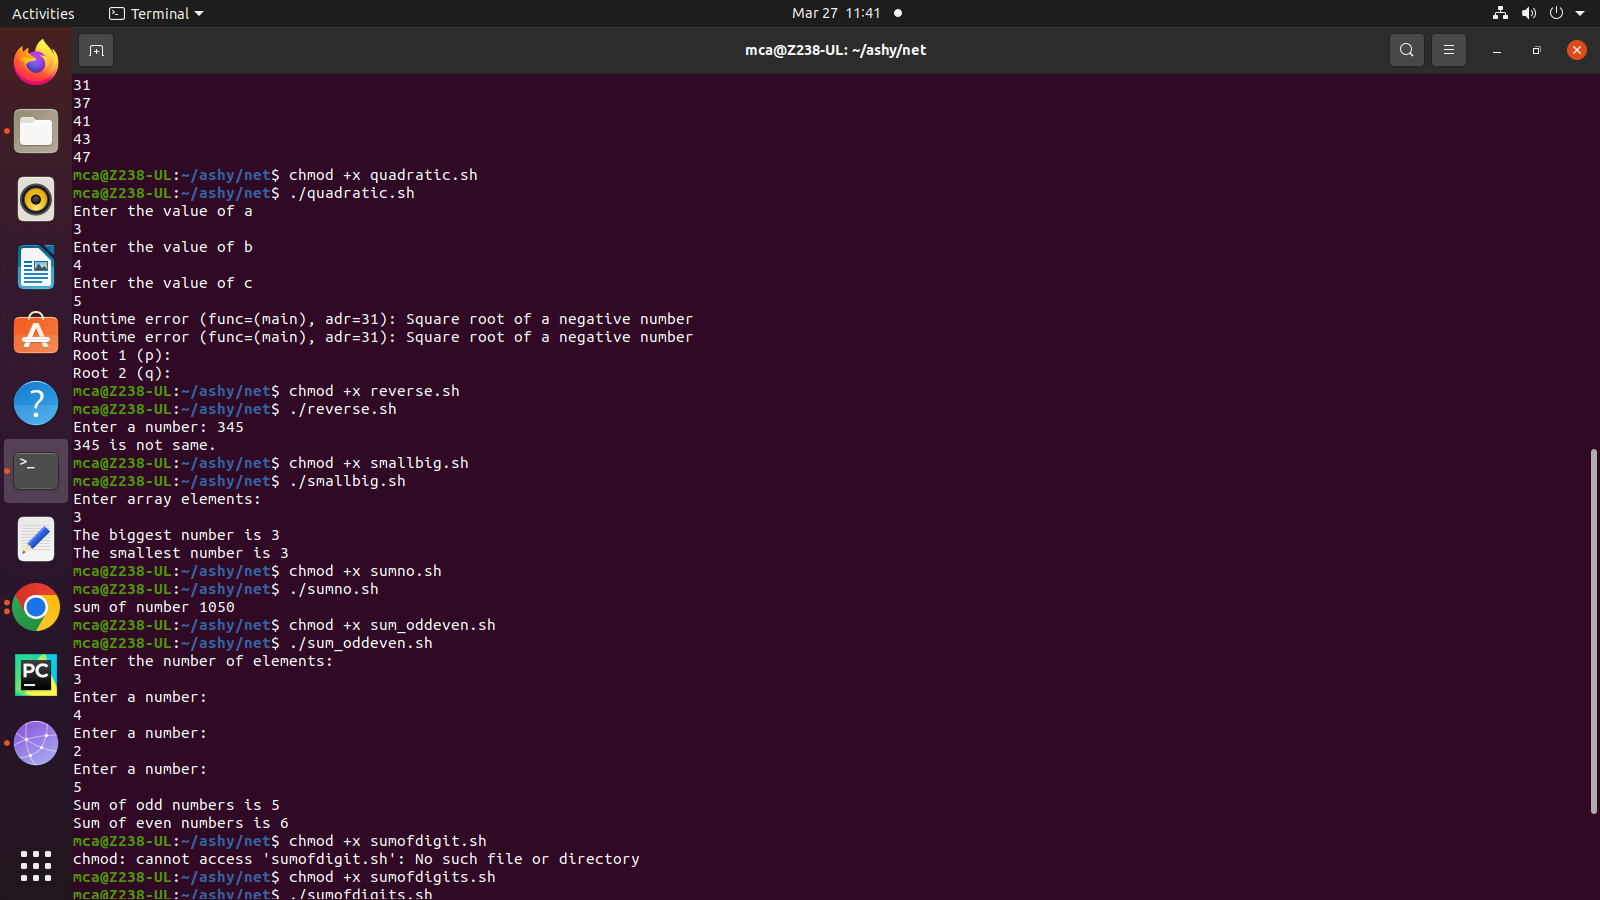 Activities
Terminal
Mar 27 11:41
mca@Z238-UL: ~/ashy/net
31
37
41
43
47
mca@Z238-UL:~/ashy/net$ chmod +x quadratic.sh
mca@Z238-UL:~/ashy/net$ ./quadratic.sh
Enter the value of a
3
Enter the value of b
4
Enter the value of c
5
Runtime error (func=(main), adr=31): Square root of a negative number
Runtime error (func=(main), adr=31): Square root of a negative number
Root 1 (p):
Root 2 (q):
mca@Z238-UL:~/ashy/net$ chmod +x reverse.sh
mca@Z238-UL:~/ashy/net$ ./reverse.sh
Enter a number: 345
345 is not same.
mca@Z238-UL:~/ashy/net$ chmod +x smallbig.sh
mca@Z238-UL:~/ashy/net$ ./smallbig.sh
Enter array elements:
3
The biggest number is 3
The smallest number is 3
mca@Z238-UL:~/ashy/net$ chmod +x sumno.sh
mca@Z238-UL:~/ashy/net$ ./sumno.sh
sum of number 1050
mca@Z238-UL:~/ashy/net$ chmod +x sum_oddeven.sh
mca@Z238-UL:~/ashy/net$ ./sum_oddeven.sh
Enter the number of elements:
3
Enter a number:
4
Enter a number:
2
Enter a number:
5
Sum of odd numbers is 5
Sum of even numbers is 6
mca@Z238-UL:~/ashy/net$ chmod +x sumofdigit.sh
chmod: cannot access 'sumofdigit.sh': No such file or directory
mca@Z238-UL:~/ashy/net$ chmod +x sumofdigits.sh
mca@Z238-UL:~/ashy/net$ ./sumofdigits.sh
PC